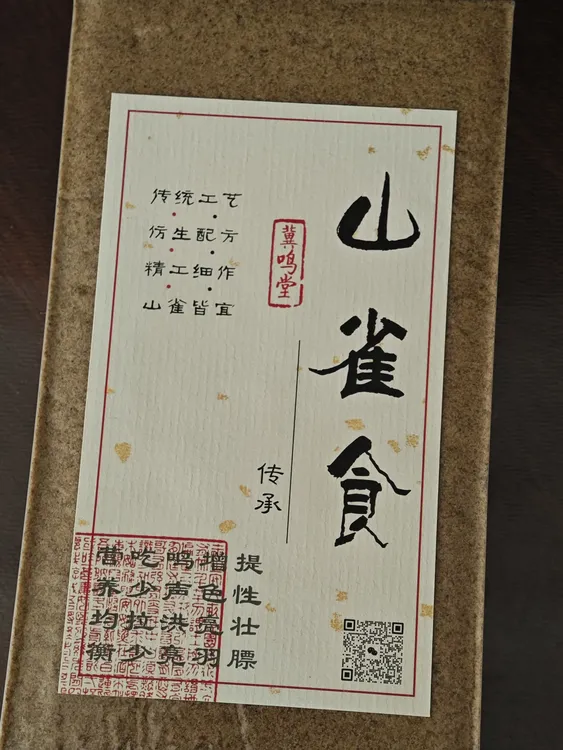 山雀食
冀鸣堂
传承
传统工艺
仿生配方
精工细作
山雀皆宜
提性壮膘
增色亮羽
鸣声洪亮
吃少拉少
营养均衡